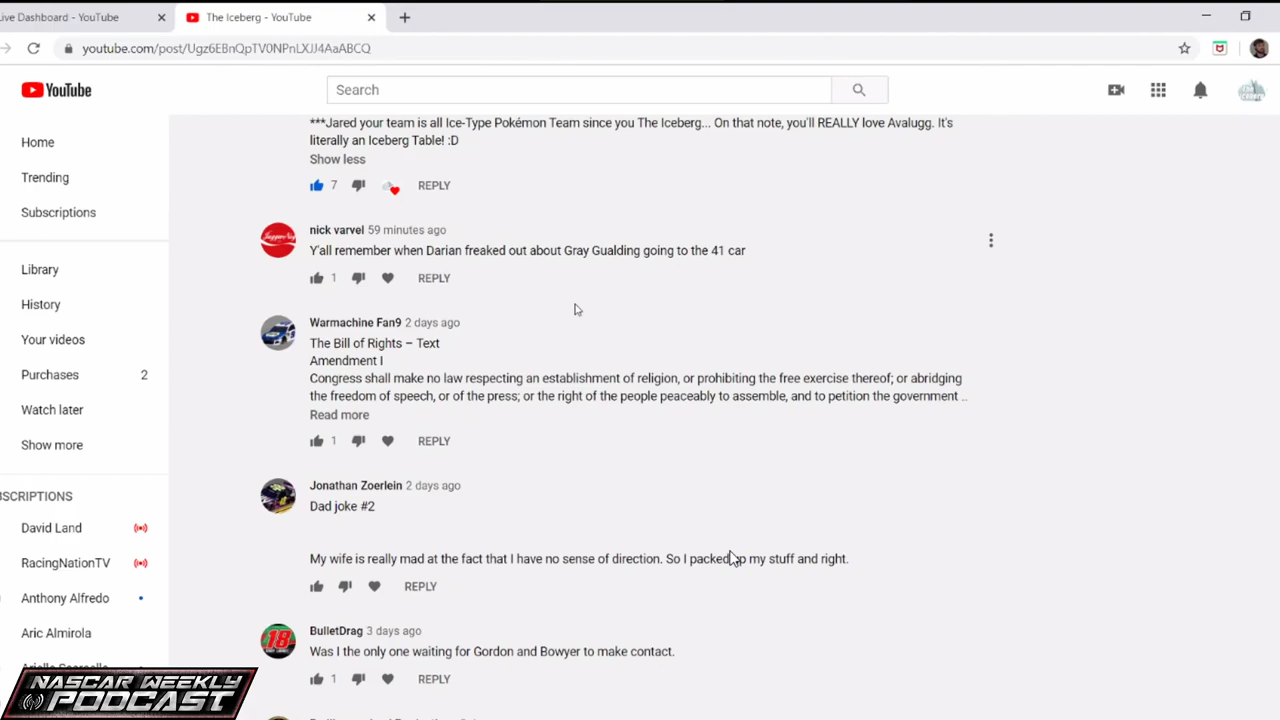 Live Dashboard - YouTube
The Iceberg - YouTube
youtube.com/post/Ugz6EBnQpTV0NPnLXJJ4AaABCQ
YouTube
Search
Home
Trending
Subscriptions
Library
History
Your videos
Purchases 2
Watch later
Show more
SCRIPTIONS
David Land
RacingNationTV
Anthony Alfredo
Aric Almirola
***Jared your team is all Ice-Type Pokémon Team since you The Iceberg... On that note, you'll REALLY love Avalugg. It's
literally an Iceberg Table! :D
Show less
7 REPLY
nick varvel 59 minutes ago
Y'all remember when Darian freaked out about Gray Gualding going to the 41 car
1 REPLY
Warmachine Fan9 2 days ago
The Bill of Rights – Text
Amendment I
Congress shall make no law respecting an establishment of religion, or prohibiting the free exercise thereof; or abridging
the freedom of speech, or of the press; or the right of the people peaceably to assemble, and to petition the government ...
Read more
1 REPLY
Jonathan Zoerlein 2 days ago
Dad joke #2
My wife is really mad at the fact that I have no sense of direction. So I packed up my stuff and right.
REPLY
18
BulletDrag 3 days ago
Was I the only one waiting for Gordon and Bowyer to make contact.
1 REPLY
NASCAR WEEKLY
PODCAST